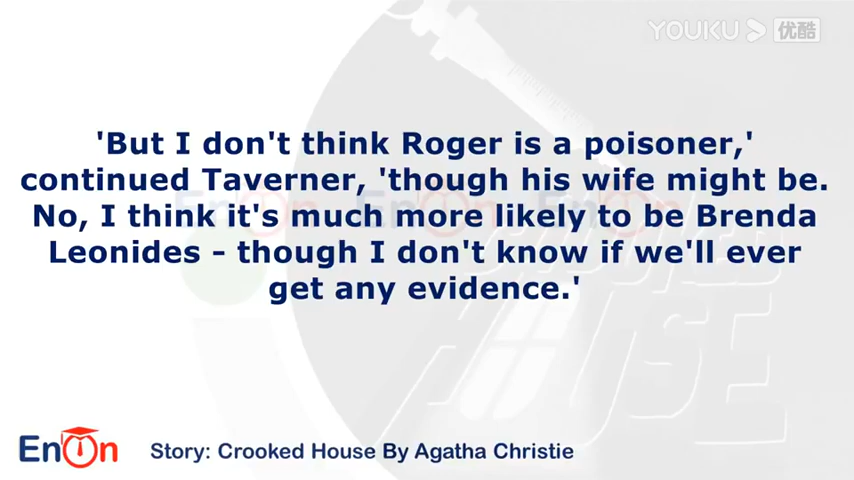 YOUKU 优酷
'But I don't think Roger is a poisoner,'
continued Taverner, 'though his wife might be.
No, I think it's much more likely to be Brenda
Leonides - though I don't know if we'll ever
get any evidence.'
EnOn
Story: Crooked House By Agatha Christie